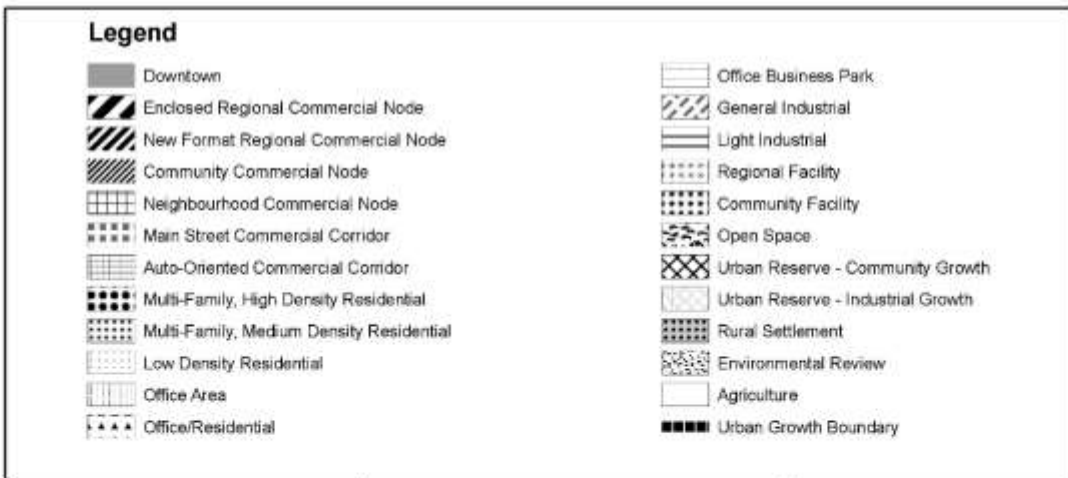 Legend
Downtown
Enclosed Regional Commercial Node
New Format Regional Commercial Node
Community Commercial Node
Neighbourhood Commercial Node
Main Street Commercial Corridor
Auto-Oriented Commercial Corridor
Multi-Family, High Density Residential
Multi-Family, Medium Density Residential
Low Density Residential
Office Area
Office/Residential
Office Business Park
General Industrial
Light Industrial
Regional Facility
Community Facility
Open Space
Urban Reserve - Community Growth
Urban Reserve - Industrial Growth
Rural Settlement
Environmental Review
Agriculture
Urban Growth Boundary